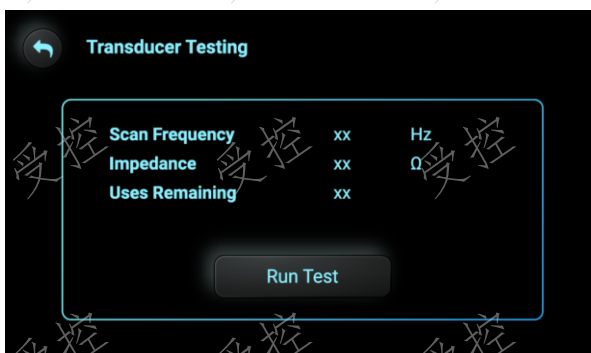 Transducer Testing
Scan Frequency xx Hz
Impedance xx Ω
Uses Remaining xx
Run Test
受控
受控
受控
受控
受控
受控